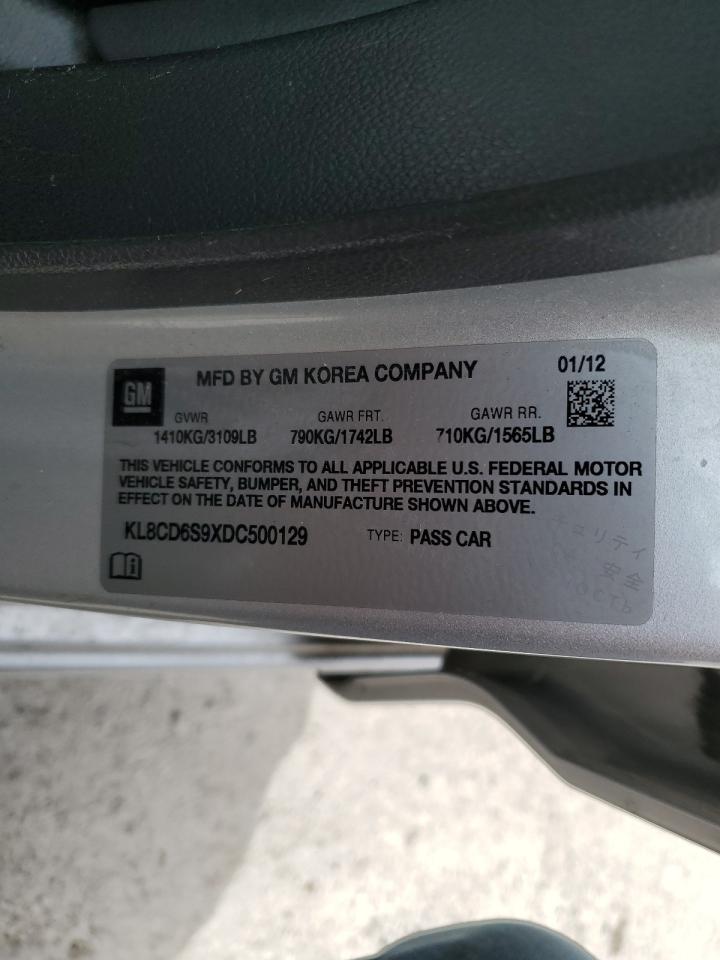 GM
MFD BY GM KOREA COMPANY
01/12
GVWR GAWR FRT. GAWR RR.
1410KG/3109LB 790KG/1742LB 710KG/1565LB
THIS VEHICLE CONFORMS TO ALL APPLICABLE U.S. FEDERAL MOTOR
VEHICLE SAFETY, BUMPER, AND THEFT PREVENTION STANDARDS IN
EFFECT ON THE DATE OF MANUFACTURE SHOWN ABOVE.
KL8CD6S9XDC500129 TYPE: PASS CAR
安全